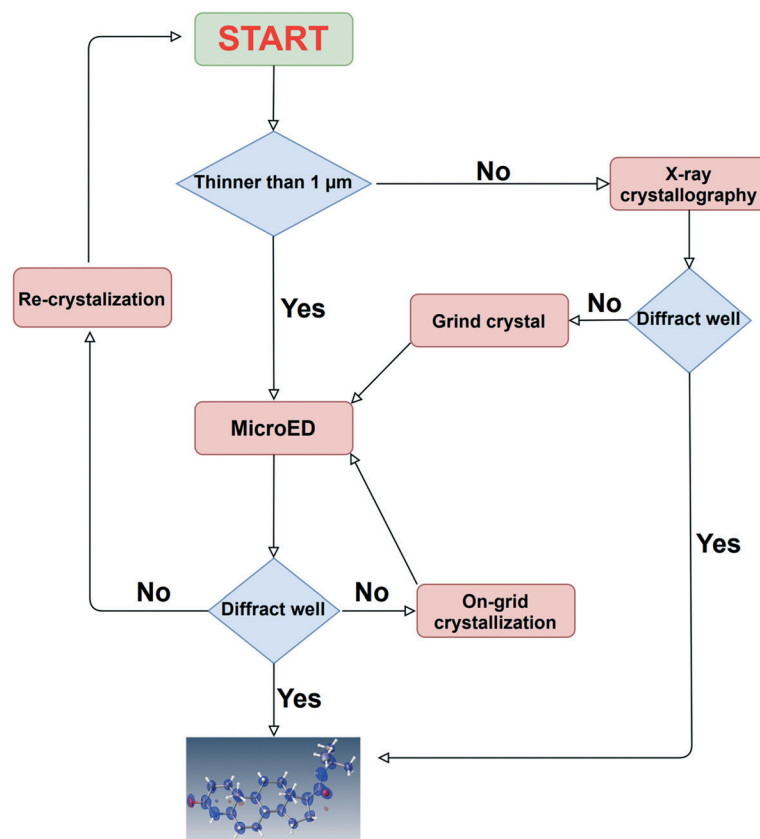 START
Thinner than 1 µm
No
X-ray
crystallography
Re-crystalization
Yes
Grind crystal
No
Diffract well
MicroED
Yes
No
Diffract well
No
On-grid
crystallization
Yes